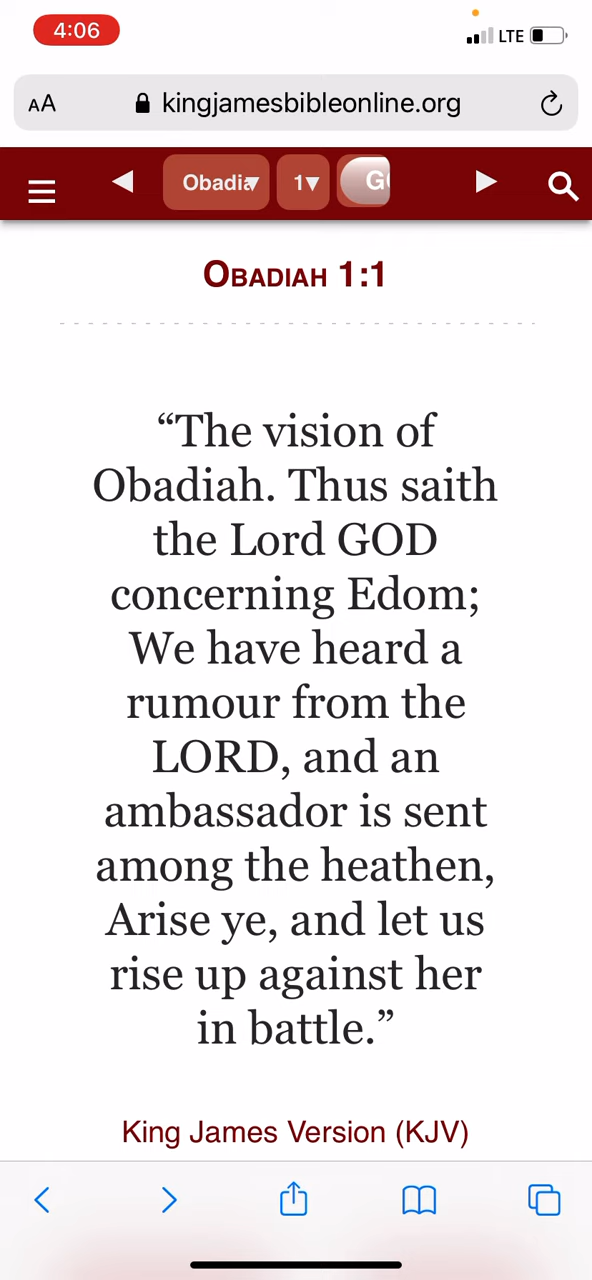 4:06
LTE
AA kingjamesbibleonline.org
Obadia 1
OBADIAH 1:1
“The vision of
Obadiah. Thus saith
the Lord GOD
concerning Edom;
We have heard a
rumour from the
LORD, and an
ambassador is sent
among the heathen,
Arise ye, and let us
rise up against her
in battle.”
King James Version (KJV)